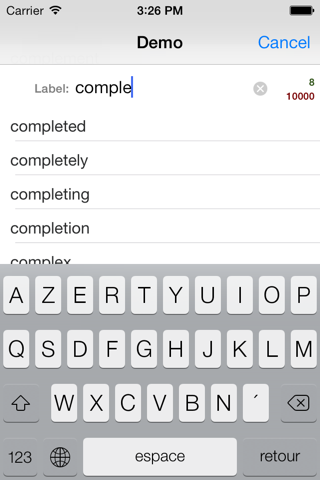 Carrier 3:26 PM
Demo Cancel
Label: comple 8
10000
completed
completely
completing
completion
complex
A Z E R T Y U I O P
Q S D F G H J K L M
W X C V B N ´
123 espace retour